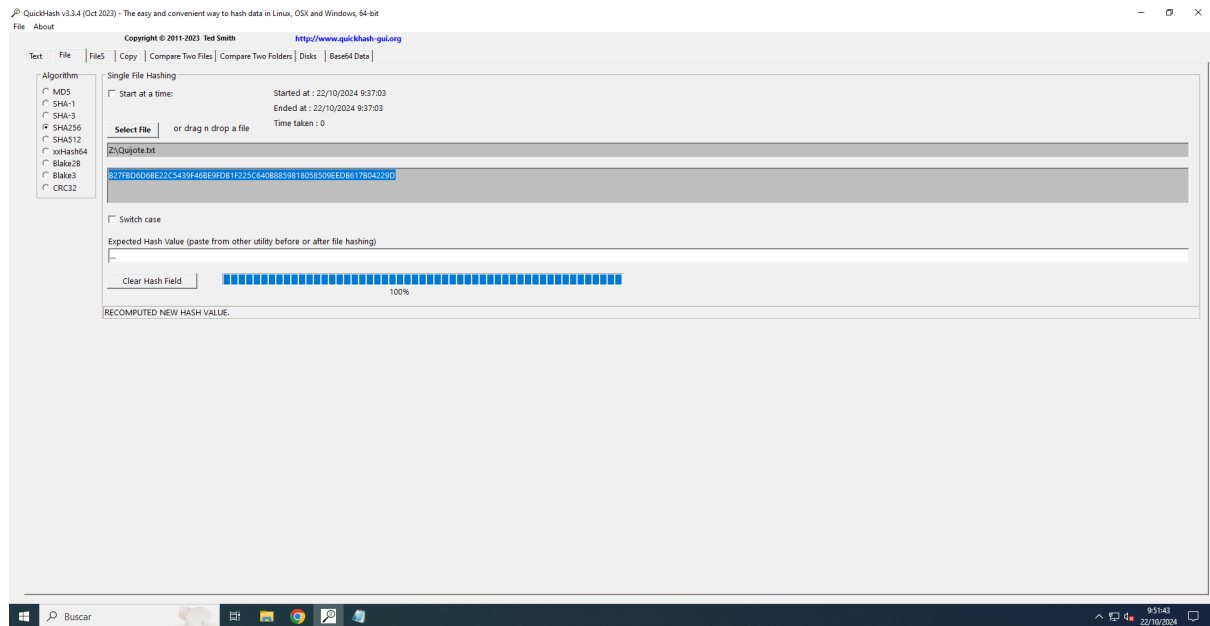 QuickHash v3.3.4 (Oct 2023) - The easy and convenient way to hash data in Linux, OSX and Windows, 64-bit
File About
Copyright © 2011-2023 Ted Smith http://www.quickhash-gui.org
Text File FileS Copy Compare Two Files Compare Two Folders Disks Base64 Data
Algorithm
MD5
SHA-1
SHA-3
SHA256
SHA512
xxHash64
Blake2B
Blake3
CRC32
Single File Hashing
Start at a time: Started at : 22/10/2024 9:37:03
Ended at : 22/10/2024 9:37:03
Select File or drag n drop a file Time taken : 0
Z:\Quijote.txt
B27FBD6D6BE22C5439F46BE9FDB1F225C640B8859818058509EEDB617B04229D
Switch case
Expected Hash Value (paste from other utility before or after file hashing)
...
Clear Hash Field
100%
RECOMPUTED NEW HASH VALUE.
Buscar
9:51:43
22/10/2024